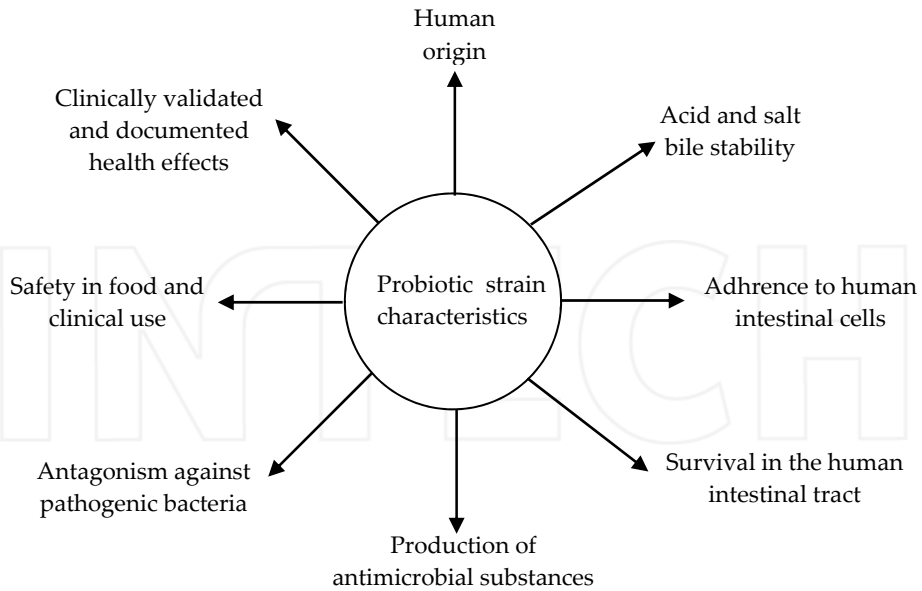 Human
origin
Clinically validated
and documented
health effects
Acid and salt
bile stability
Safety in food and
clinical use
Probiotic strain
characteristics
Adhrence to human
intestinal cells
Antagonism against
pathogenic bacteria
Survival in the human
intestinal tract
Production of
antimicrobial substances
INTECH